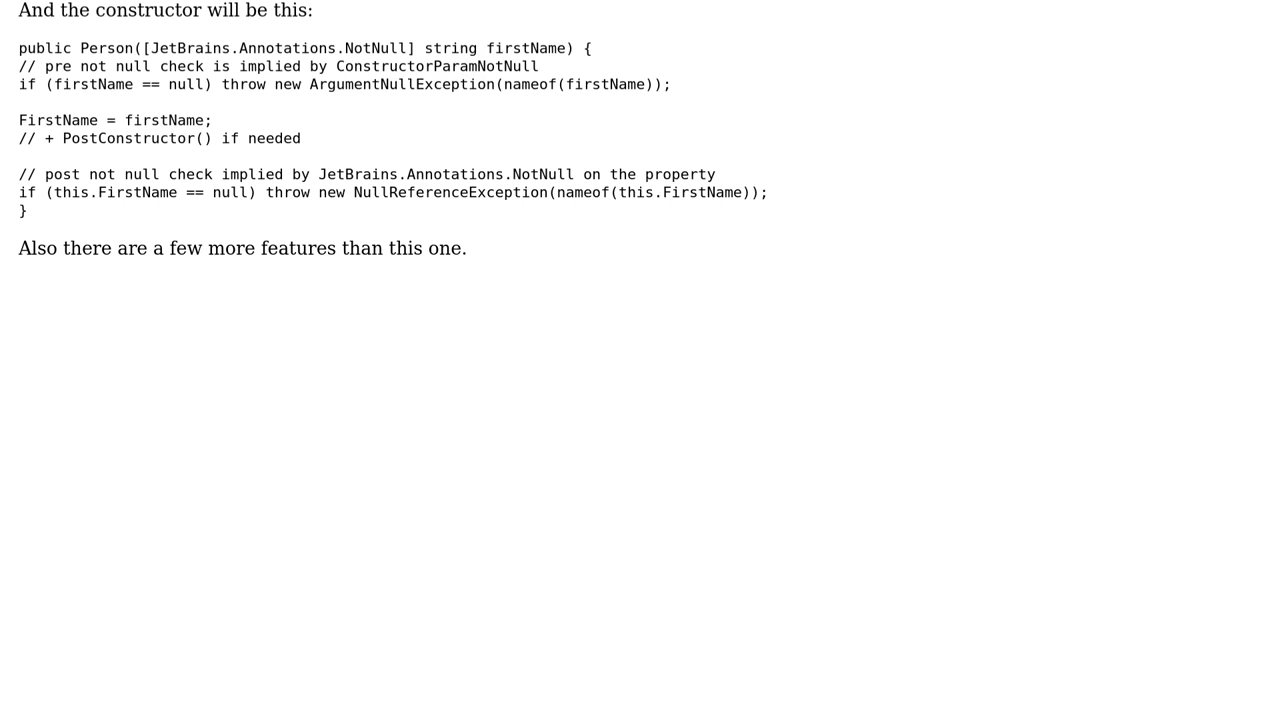 And the constructor will be this:
public Person([JetBrains.Annotations.NotNull] string firstName) {
// pre not null check is implied by ConstructorParamNotNull
if (firstName == null) throw new ArgumentNullException(nameof(firstName));
FirstName = firstName;
// + PostConstructor() if needed
// post not null check implied by JetBrains.Annotations.NotNull on the property
if (this.FirstName == null) throw new NullReferenceException(nameof(this.FirstName));
}
Also there are a few more features than this one.